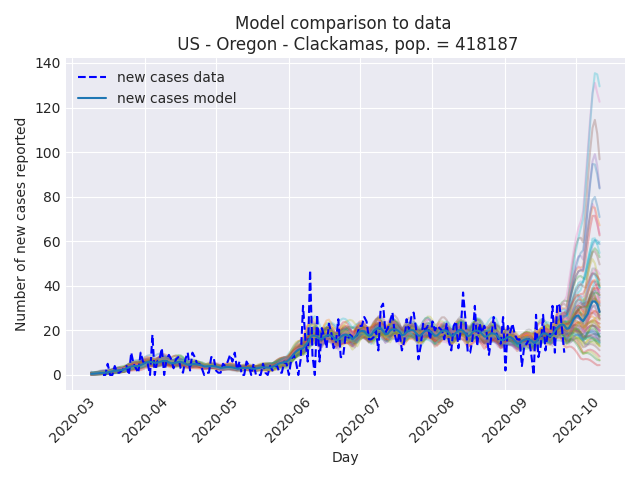 Model comparison to data
US - Oregon - Clackamas, pop. = 418187
new cases data
new cases model
Number of new cases reported
140
120
100
80
60
40
20
0
2020-03
2020-04
2020-05
2020-06
2020-07
2020-08
2020-09
2020-10
Day